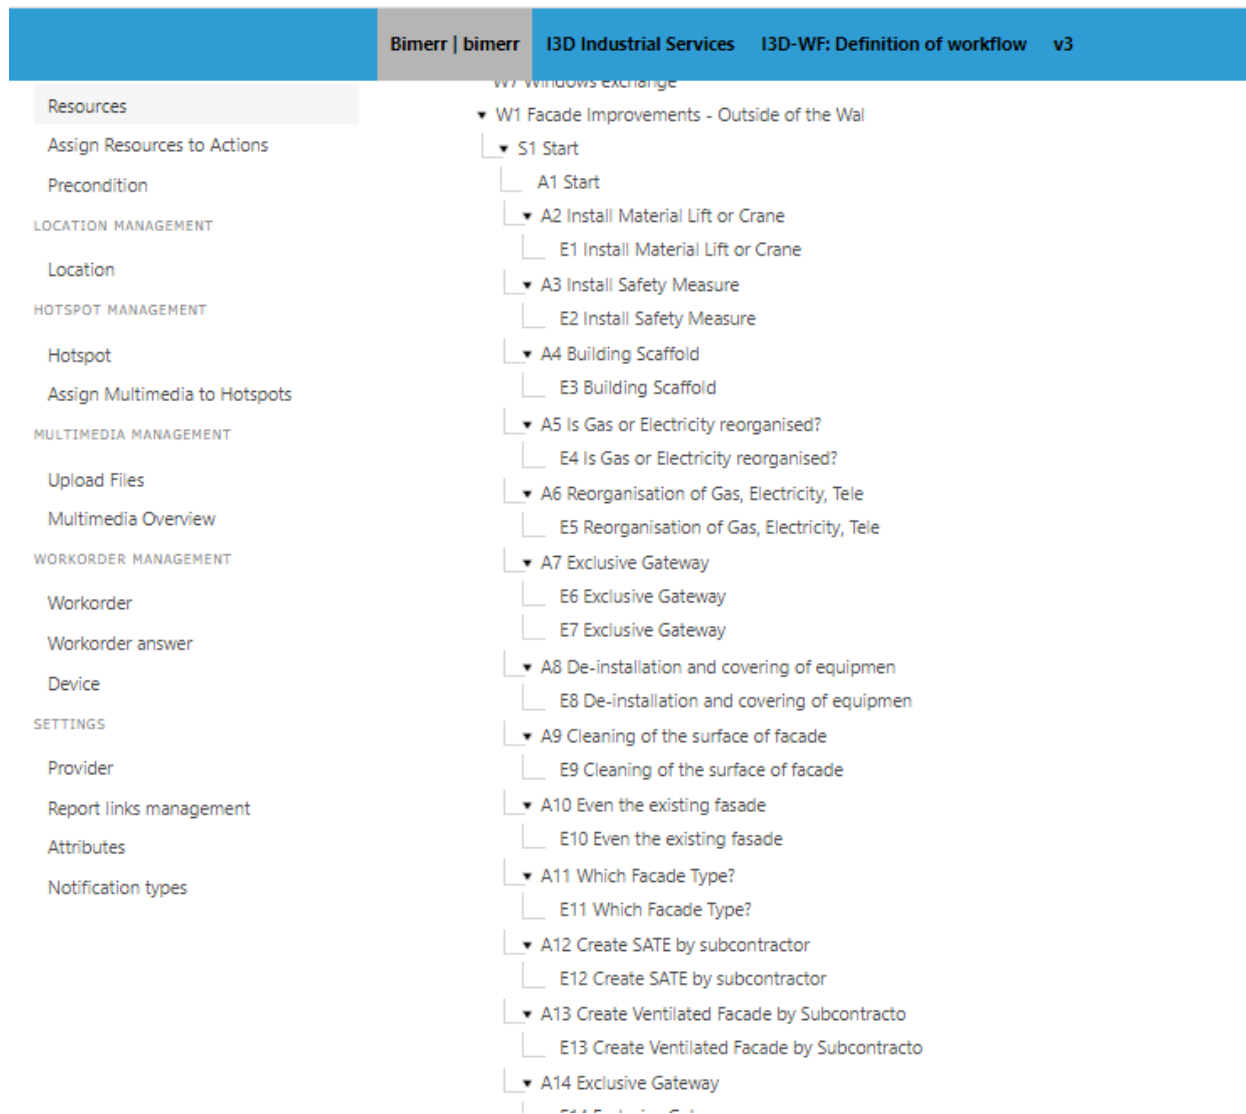 Bimerr | bimerr I3D Industrial Services I3D-WF: Definition of workflow v3
Resources
Assign Resources to Actions
Precondition
LOCATION MANAGEMENT
Location
HOTSPOT MANAGEMENT
Hotspot
Assign Multimedia to Hotspots
MULTIMEDIA MANAGEMENT
Upload Files
Multimedia Overview
WORKORDER MANAGEMENT
Workorder
Workorder answer
Device
SETTINGS
Provider
Report links management
Attributes
Notification types
W7 Windows exchange
W1 Facade Improvements - Outside of the Wal
S1 Start
A1 Start
A2 Install Material Lift or Crane
E1 Install Material Lift or Crane
A3 Install Safety Measure
E2 Install Safety Measure
A4 Building Scaffold
E3 Building Scaffold
A5 Is Gas or Electricity reorganised?
E4 Is Gas or Electricity reorganised?
A6 Reorganisation of Gas, Electricity, Tele
E5 Reorganisation of Gas, Electricity, Tele
A7 Exclusive Gateway
E6 Exclusive Gateway
E7 Exclusive Gateway
A8 De-installation and covering of equipmen
E8 De-installation and covering of equipmen
A9 Cleaning of the surface of facade
E9 Cleaning of the surface of facade
A10 Even the existing fasade
E10 Even the existing fasade
A11 Which Facade Type?
E11 Which Facade Type?
A12 Create SATE by subcontractor
E12 Create SATE by subcontractor
A13 Create Ventilated Facade by Subcontracto
E13 Create Ventilated Facade by Subcontracto
A14 Exclusive Gateway